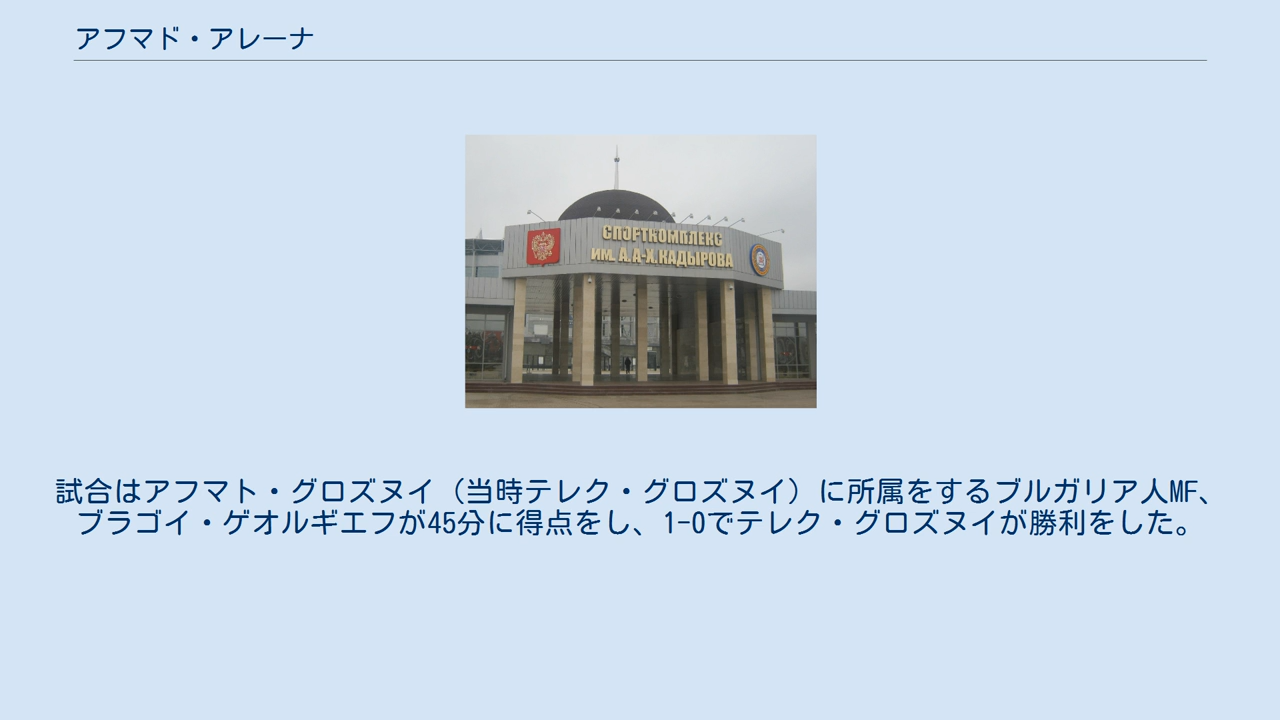 アフマド・アレーナ
СПОРТКОМПЛЕКС
ИМ. А.А-Х. КАДЫРОВА
試合はアフマト・グロズヌイ（当時テレク・グロズヌイ）に所属をするブルガリア人MF、
ブラゴイ・ゲオルギエフが45分に得点をし、1-0でテレク・グロズヌイが勝利をした。